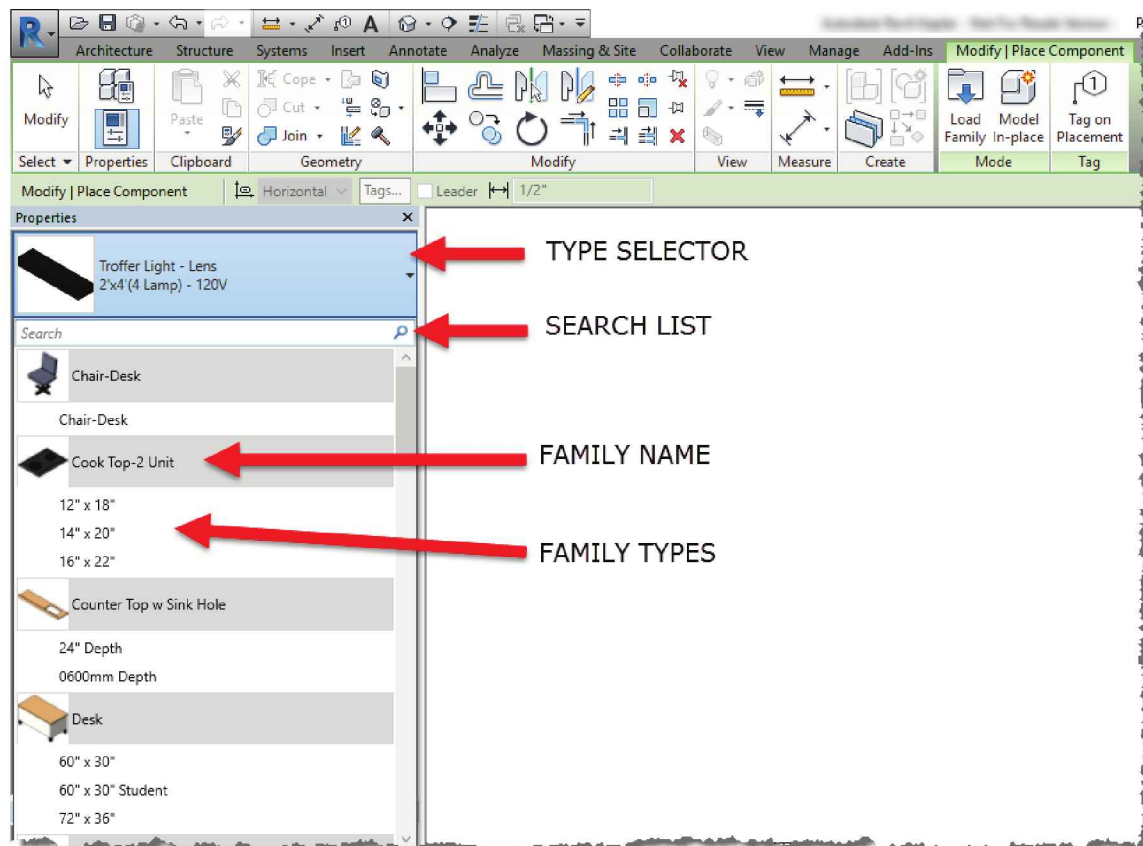 R
A
P
Architecture Structure Systems Insert Annotate Analyze Massing & Site Collaborate View Manage Add-Ins Modify | Place Component
Modify
Paste
Cope
Cut
Join
Load Family
Model In-place
Tag on Placement
Select Properties Clipboard Geometry Modify View Measure Create Mode Tag
Modify | Place Component Horizontal Tags... Leader 1/2"
Properties
Troffer Light - Lens
2'x4'(4 Lamp) - 120V
TYPE SELECTOR
Search
SEARCH LIST
Chair-Desk
Chair-Desk
Cook Top-2 Unit
FAMILY NAME
12" x 18"
14" x 20"
16" x 22"
FAMILY TYPES
Counter Top w Sink Hole
24" Depth
0600mm Depth
Desk
60" x 30"
60" x 30" Student
72" x 36"